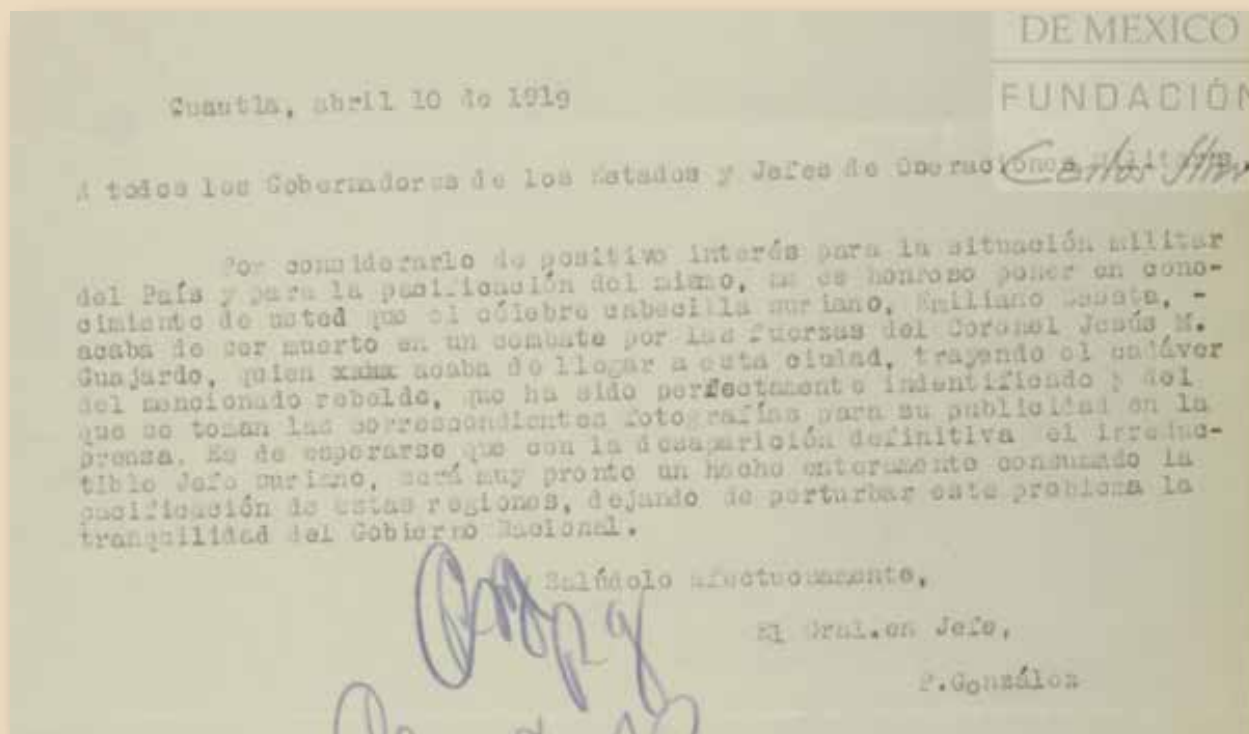 DE MÉXICO
FUNDACIÓN
Carlos
Cuautla, abril 10 de 1919
A todos los Gobernadores de los Estados y Jefes de Operaciones Militares
Por considerarlo de positivo interés para la situación militar
del País y para la pacificación del mismo, me es honroso poner en cono-
cimiento de usted que el célebre cabecilla suriano, Emiliano Zapata, -
acaba de ser muerto en un combate por las fuerzas del Coronel Jesús M.
Guajardo, quien xxxx acaba de llegar a esta ciudad, trayendo el cadáver
del mencionado rebelde, que ha sido perfectamente indentificado y del
que se toman las correspondientes fotografías para su publicidad en la
prensa. Es de esperarse que con la desaparición definitiva el irreduc-
tible Jefe suriano, será muy pronto un hecho enteramente consumado la
pacificación de estas regiones, dejando de perturbar este problema la
tranquilidad del Gobierno Nacional.
Salúdolo afectuosamente,
El Gral.en Jefe,
P.González